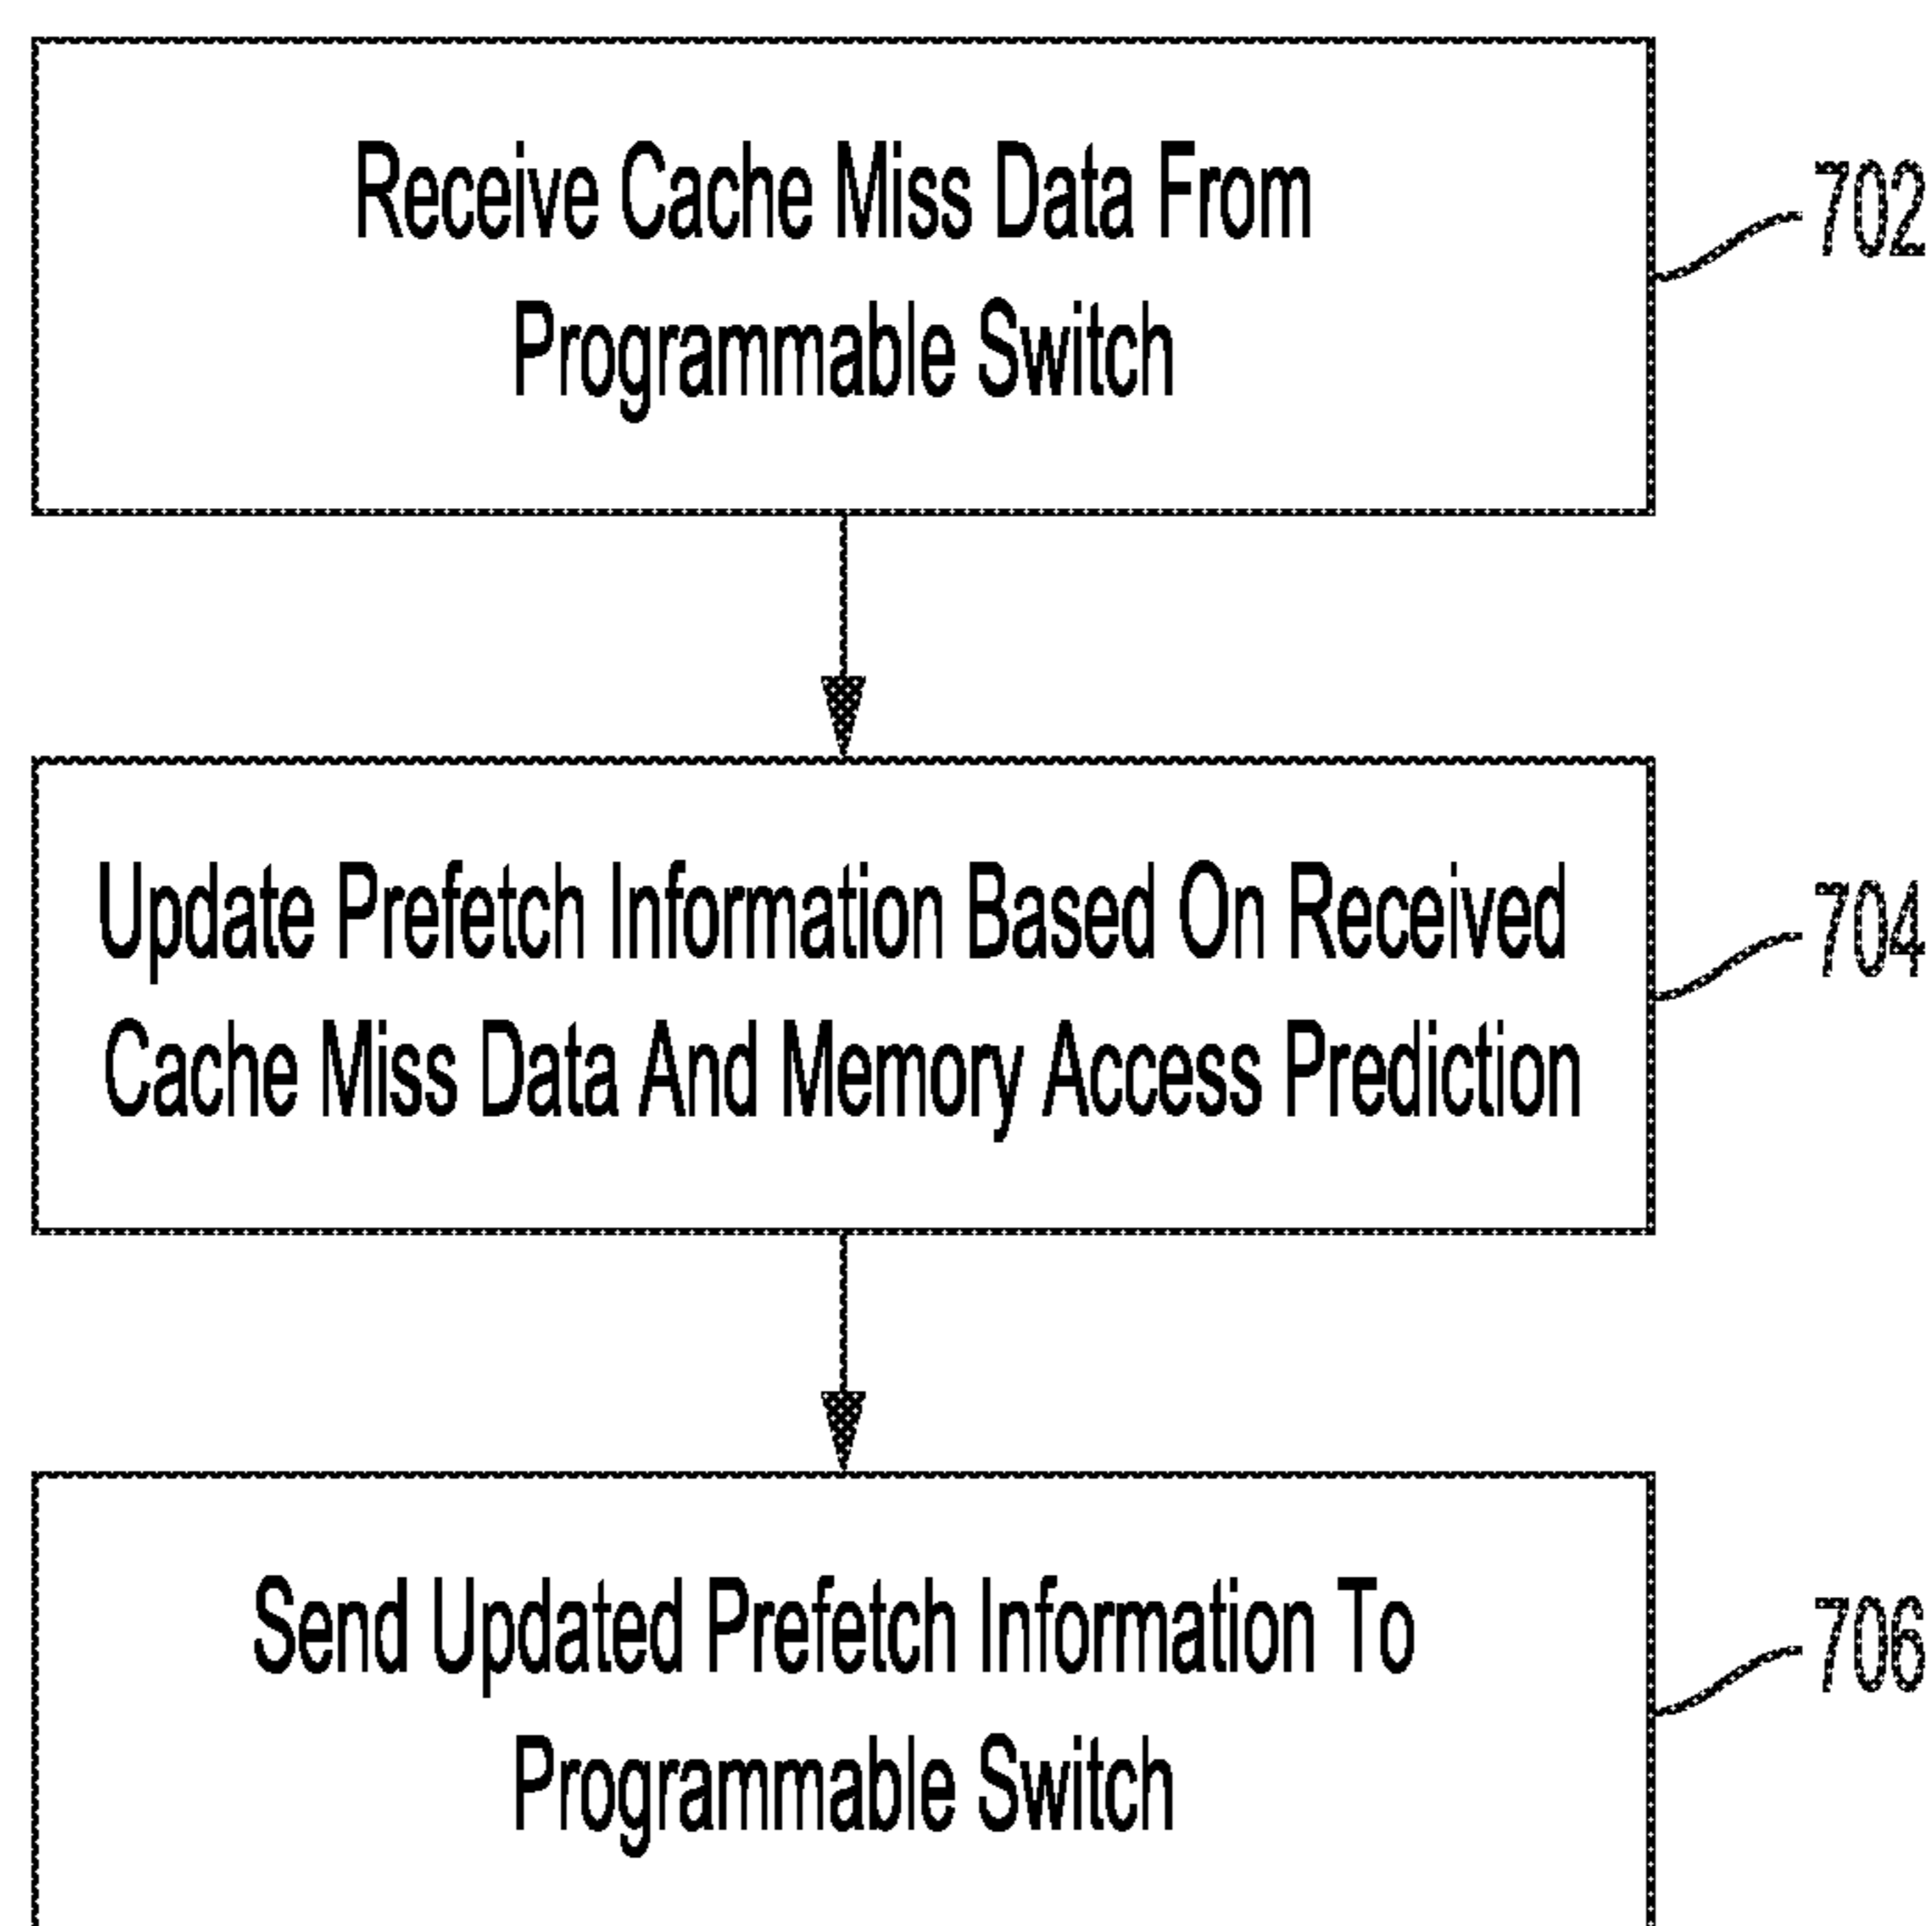 Receive Cache Miss Data From
Programmable Switch
702
Update Prefetch Information Based On Received
Cache Miss Data And Memory Access Prediction
704
Send Updated Prefetch Information To
Programmable Switch
706